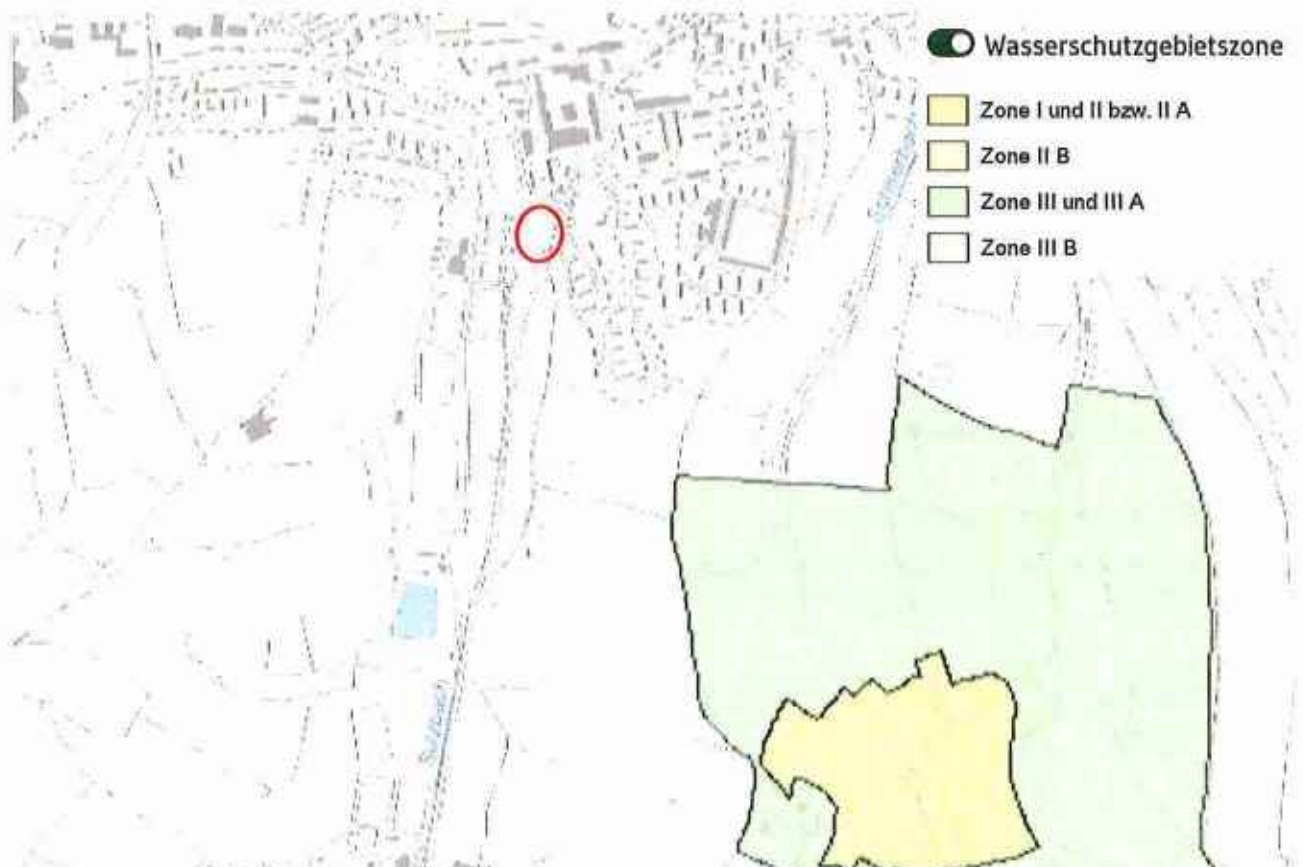 Wasserschutzgebietszone
Zone I und II bzw. II A
Zone II B
Zone III und III A
Zone III B